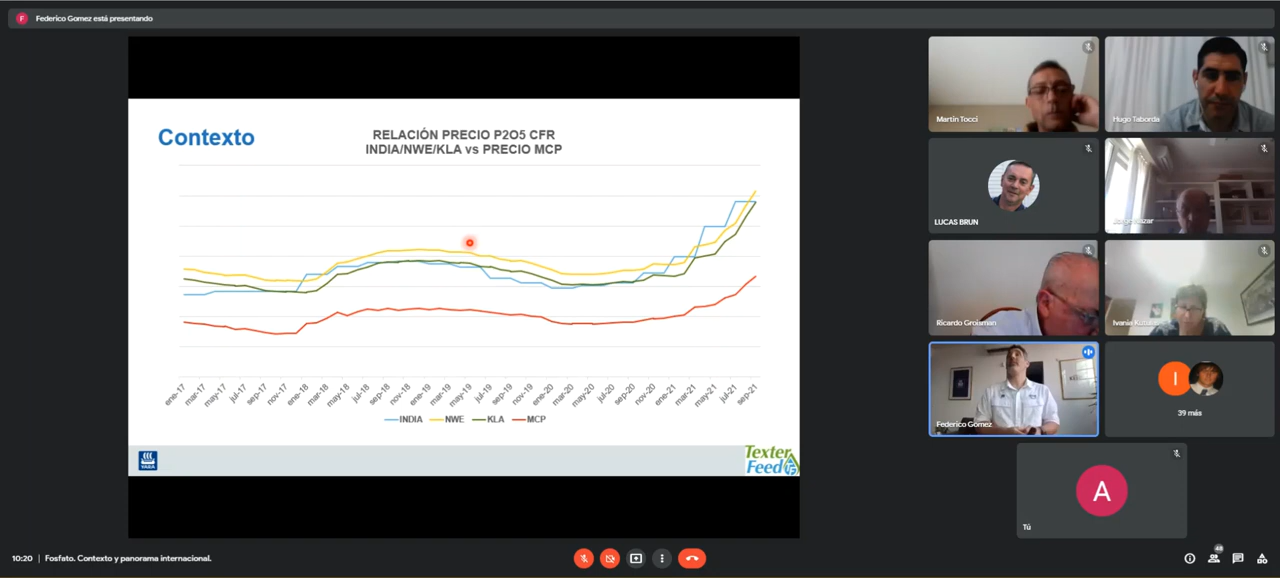 F Federico Gomez está presentando
Contexto
RELACIÓN PRECIO P2O5 CFR
INDIA/NWE/KLA vs PRECIO MCP
ene-17 mar-17 may-17 jul-17 sep-17 nov-17 ene-18 mar-18 may-18 jul-18 sep-18 nov-18 ene-19 mar-19 may-19 jul-19 sep-19 nov-19 ene-20 mar-20 may-20 jul-20 sep-20 nov-20 ene-21 mar-21 may-21 jul-21 sep-21
INDIA NWE KLA MCP
YARA
Texter
Feed
Martín Tocci
Hugo Taborda
LUCAS BRUN
Ricardo Groisman
Ivania
Federico Gómez
I
39 más
A
Tú
10:20 | Fosfato. Contexto y panorama internacional.
48